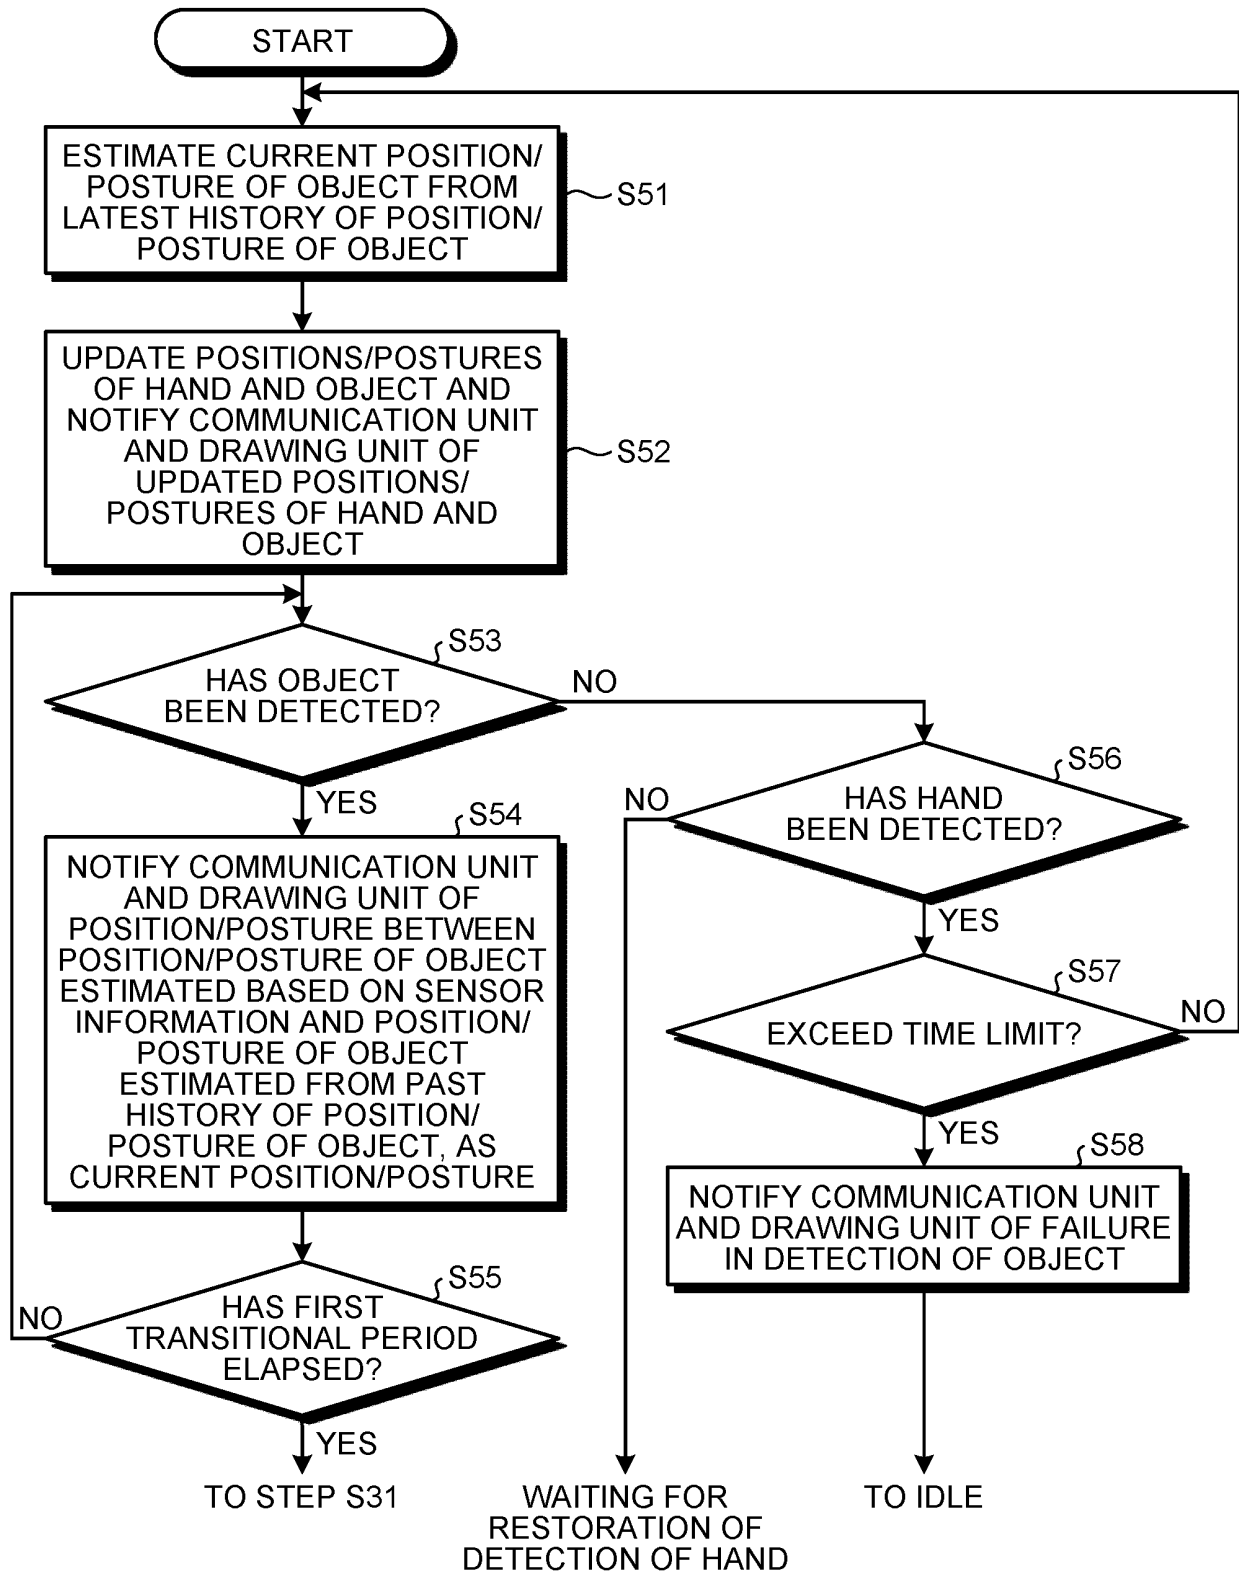 START
ESTIMATE CURRENT POSITION/
POSTURE OF OBJECT FROM
LATEST HISTORY OF POSITION/
POSTURE OF OBJECT
S51
UPDATE POSITIONS/POSTURES
OF HAND AND OBJECT AND
NOTIFY COMMUNICATION UNIT
AND DRAWING UNIT OF
UPDATED POSITIONS/
POSTURES OF HAND AND
OBJECT
S52
S53
HAS OBJECT
BEEN DETECTED?
NO
YES
S54
NOTIFY COMMUNICATION UNIT
AND DRAWING UNIT OF
POSITION/POSTURE BETWEEN
POSITION/POSTURE OF OBJECT
ESTIMATED BASED ON SENSOR
INFORMATION AND POSITION/
POSTURE OF OBJECT
ESTIMATED FROM PAST
HISTORY OF POSITION/
POSTURE OF OBJECT, AS
CURRENT POSITION/POSTURE
S55
HAS FIRST
TRANSITIONAL PERIOD
ELAPSED?
NO
YES
TO STEP S31
S56
HAS HAND
BEEN DETECTED?
NO
YES
S57
EXCEED TIME LIMIT?
NO
YES
S58
NOTIFY COMMUNICATION UNIT
AND DRAWING UNIT OF FAILURE
IN DETECTION OF OBJECT
WAITING FOR
RESTORATION OF
DETECTION OF HAND
TO IDLE